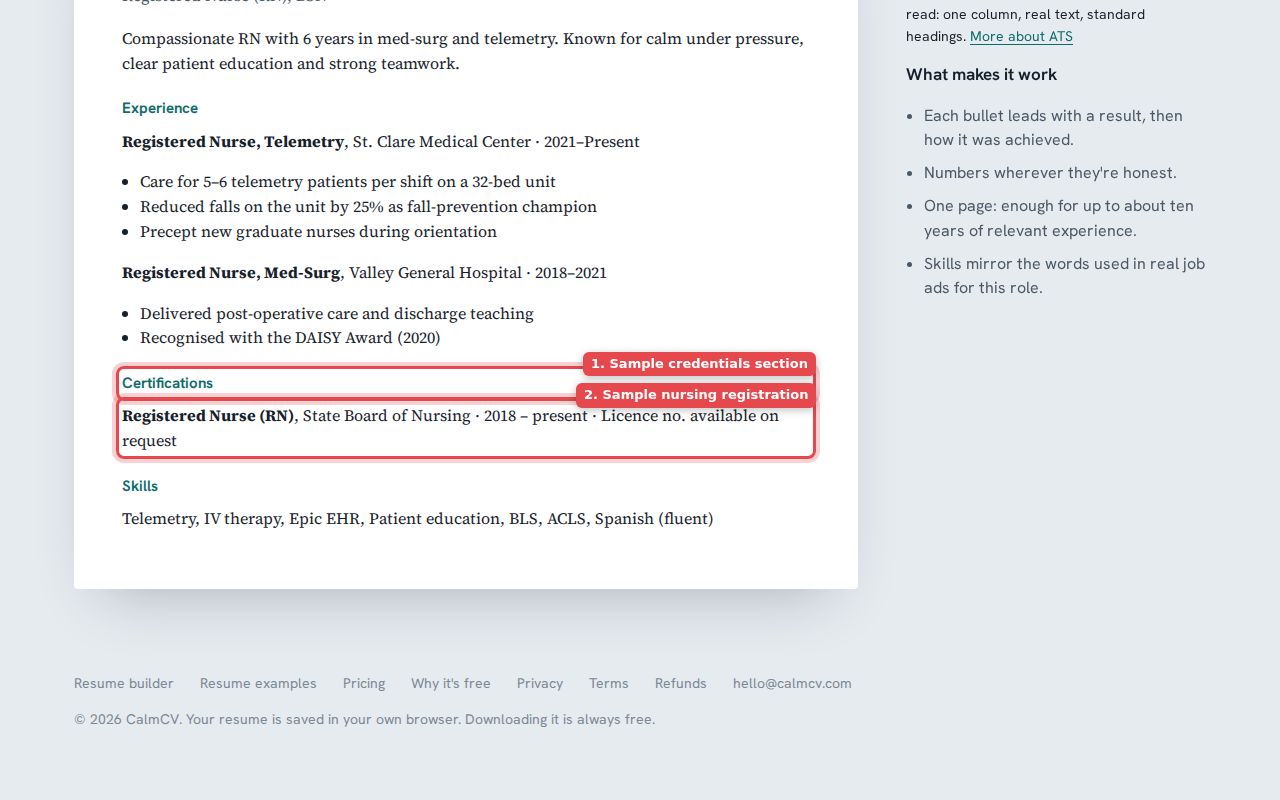 Compassionate RN with 6 years in med-surg and telemetry. Known for calm under pressure,
clear patient education and strong teamwork.
Experience
Registered Nurse, Telemetry, St. Clare Medical Center · 2021–Present
Care for 5–6 telemetry patients per shift on a 32-bed unit
Reduced falls on the unit by 25% as fall-prevention champion
Precept new graduate nurses during orientation
Registered Nurse, Med-Surg, Valley General Hospital · 2018–2021
Delivered post-operative care and discharge teaching
Recognised with the DAISY Award (2020)
1. Sample credentials section
Certifications
2. Sample nursing registration
Registered Nurse (RN), State Board of Nursing · 2018 – present · Licence no. available on
request
Skills
Telemetry, IV therapy, Epic EHR, Patient education, BLS, ACLS, Spanish (fluent)
read: one column, real text, standard
headings. More about ATS
What makes it work
Each bullet leads with a result, then
how it was achieved.
Numbers wherever they're honest.
One page: enough for up to about ten
years of relevant experience.
Skills mirror the words used in real job
ads for this role.
Resume builder Resume examples Pricing Why it's free Privacy Terms Refunds hello@calmcv.com
© 2026 CalmCV. Your resume is saved in your own browser. Downloading it is always free.